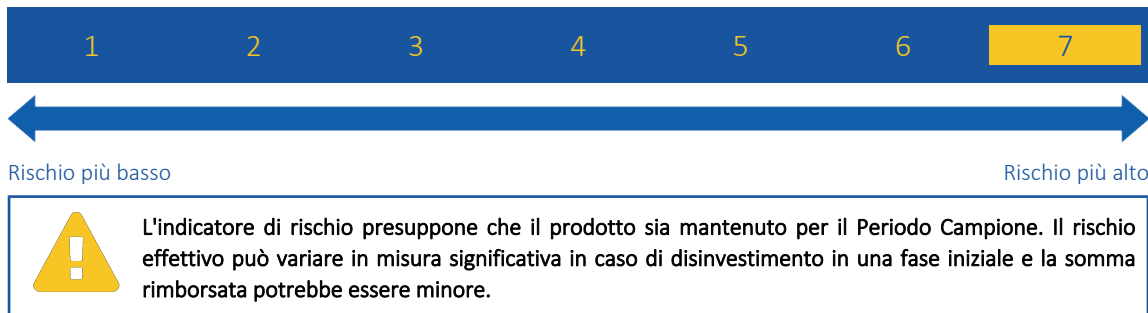 1 2 3 4 5 6 7
Rischio più basso Rischio più alto
L'indicatore di rischio presuppone che il prodotto sia mantenuto per il Periodo Campione. Il rischio
effettivo può variare in misura significativa in caso di disinvestimento in una fase iniziale e la somma
rimborsata potrebbe essere minore.